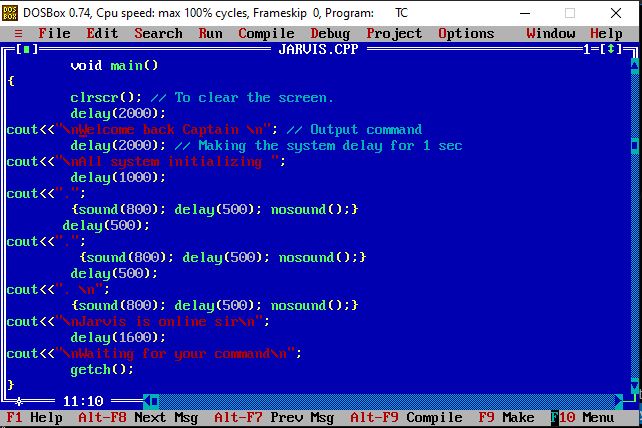 DOSBox 0.74, Cpu speed: max 100% cycles, Frameskip 0, Program: TC
≡ File Edit Search Run Compile Debug Project Options Window Help
[■] JARVIS.CPP 1=[↕]
void main()
{
clrscr(); // To clear the screen.
delay(2000);
cout<<"\nWelcome back Captain \n"; // Output command
delay(2000); // Making the system delay for 1 sec
cout<<"\nAll system initializing ";
delay(1000);
cout<<".";
{sound(800); delay(500); nosound();}
delay(500);
cout<<".";
{sound(800); delay(500); nosound();}
delay(500);
cout<<". \n";
{sound(800); delay(500); nosound();}
cout<<"\nJarvis is online sir\n";
delay(1600);
cout<<"\nWaiting for your command\n";
getch();
}
* 11:10
F1 Help Alt-F8 Next Msg Alt-F7 Prev Msg Alt-F9 Compile F9 Make F10 Menu